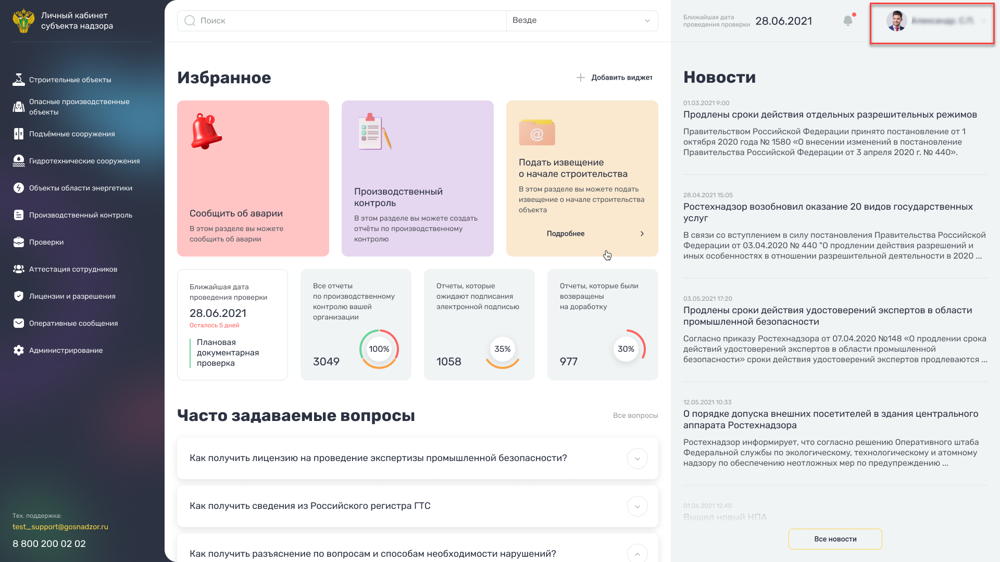 Личный кабинет
субъекта надзора
Строительные объекты
Опасные производственные
объекты
Подъёмные сооружения
Гидротехнические сооружения
Объекты области энергетики
Производственный контроль
Проверки
Аттестация сотрудников
Лицензии и разрешения
Оперативные сообщения
Администрирование
Тех. поддержка:
test_support@gosnadzor.ru
8 800 200 02 02
Поиск
Везде
Избранное
Добавить виджет
Сообщить об аварии
В этом разделе вы можете
сообщить об аварии
Производственный
контроль
В этом разделе вы можете создать
отчёты по производственному
контролю
@
Подать извещение
о начале строительства
В этом разделе вы можете подать
извещение о начале строительства
объекта
Подробнее
Ближайшая дата
проведения проверки
28.06.2021
Осталось 5 дней
Плановая
документарная
проверка
Все отчеты
по производственному
контролю вашей
организации
3049
100%
Отчеты, которые
ожидают подписания
электронной подписью
1058
35%
Отчеты, которые были
возвращены
на доработку
977
30%
Часто задаваемые вопросы
Все вопросы
Как получить лицензию на проведение экспертизы промышленной безопасности?
Как получить сведения из Российского регистра ГТС
Как получить разъяснение по вопросам и способам необходимости нарушений?
Ближайшая дата
проведения проверки
28.06.2021
Новости
01.03.2021 9:00
Продлены сроки действия отдельных разрешительных режимов
Правительством Российской Федерации принято постановление от 1
октября 2020 года № 1580 «О внесении изменений в постановление
Правительства Российской Федерации от 3 апреля 2020 г. № 440».
28.04.2021 15:05
Ростехнадзор возобновил оказание 20 видов государственных
услуг
В связи со вступлением в силу постановления Правительства Российской
Федерации от 03.04.2020 № 440 "О продлении действия разрешений и
иных особенностях в отношении разрешительной деятельности в 2020 ...
03.05.2021 17:20
Продлены сроки действия удостоверений экспертов в области
промышленной безопасности
Согласно приказу Ростехнадзора от 07.04.2020 №148 «О продлении срока
действий удостоверений экспертов в области промышленной
безопасности» сроки действия удостоверений экспертов продлеваются ...
12.05.2021 10:33
О порядке допуска внешних посетителей в здания центрального
аппарата Ростехнадзора
Ростехнадзор информирует, что согласно решению Оперативного штаба
Федеральной службы по экологическому, технологическому и атомному
надзору по обеспечению неотложных мер по предупреждению ...
01.06.2021 12:40
Вышел новый НПА
Все новости